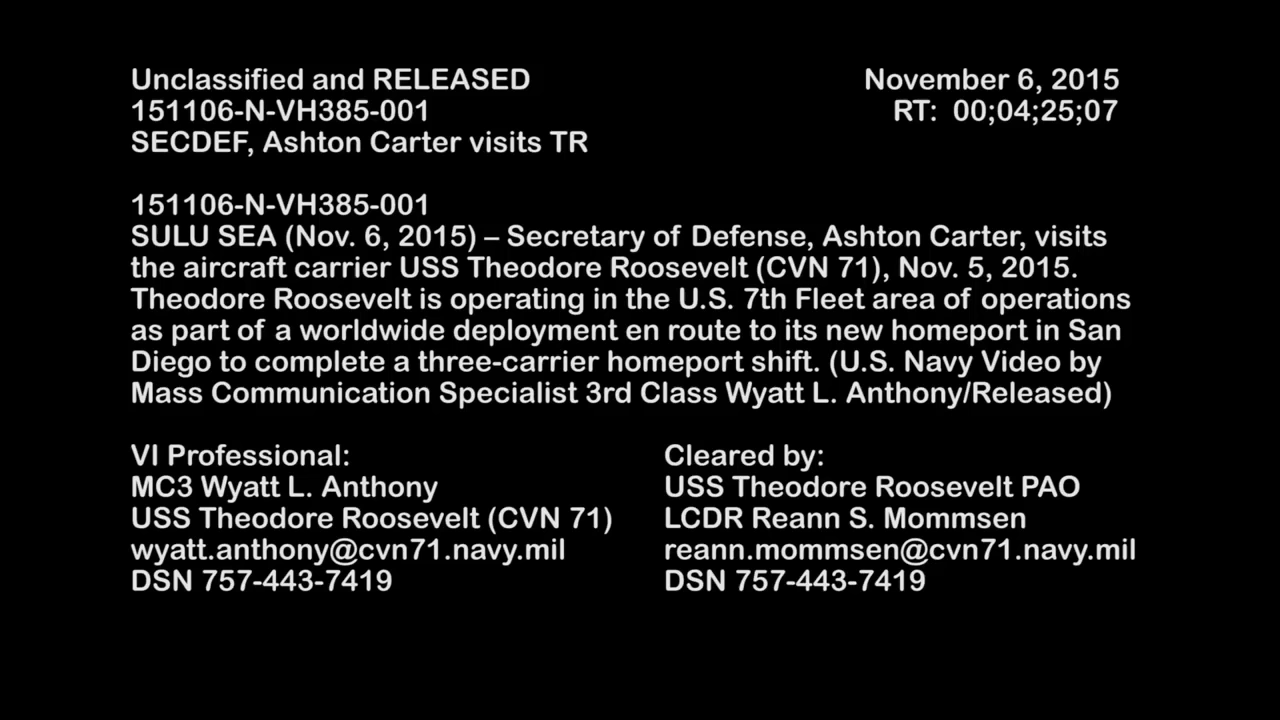 Unclassified and RELEASED
November 6, 2015
151106-N-VH385-001
RT: 00;04;25;07
SECDEF, Ashton Carter visits TR
151106-N-VH385-001
SULU SEA (Nov. 6, 2015) – Secretary of Defense, Ashton Carter, visits
the aircraft carrier USS Theodore Roosevelt (CVN 71), Nov. 5, 2015.
Theodore Roosevelt is operating in the U.S. 7th Fleet area of operations
as part of a worldwide deployment en route to its new homeport in San
Diego to complete a three-carrier homeport shift. (U.S. Navy Video by
Mass Communication Specialist 3rd Class Wyatt L. Anthony/Released)
VI Professional:
MC3 Wyatt L. Anthony
USS Theodore Roosevelt (CVN 71)
wyatt.anthony@cvn71.navy.mil
DSN 757-443-7419
Cleared by:
USS Theodore Roosevelt PAO
LCDR Reann S. Mommsen
reann.mommsen@cvn71.navy.mil
DSN 757-443-7419